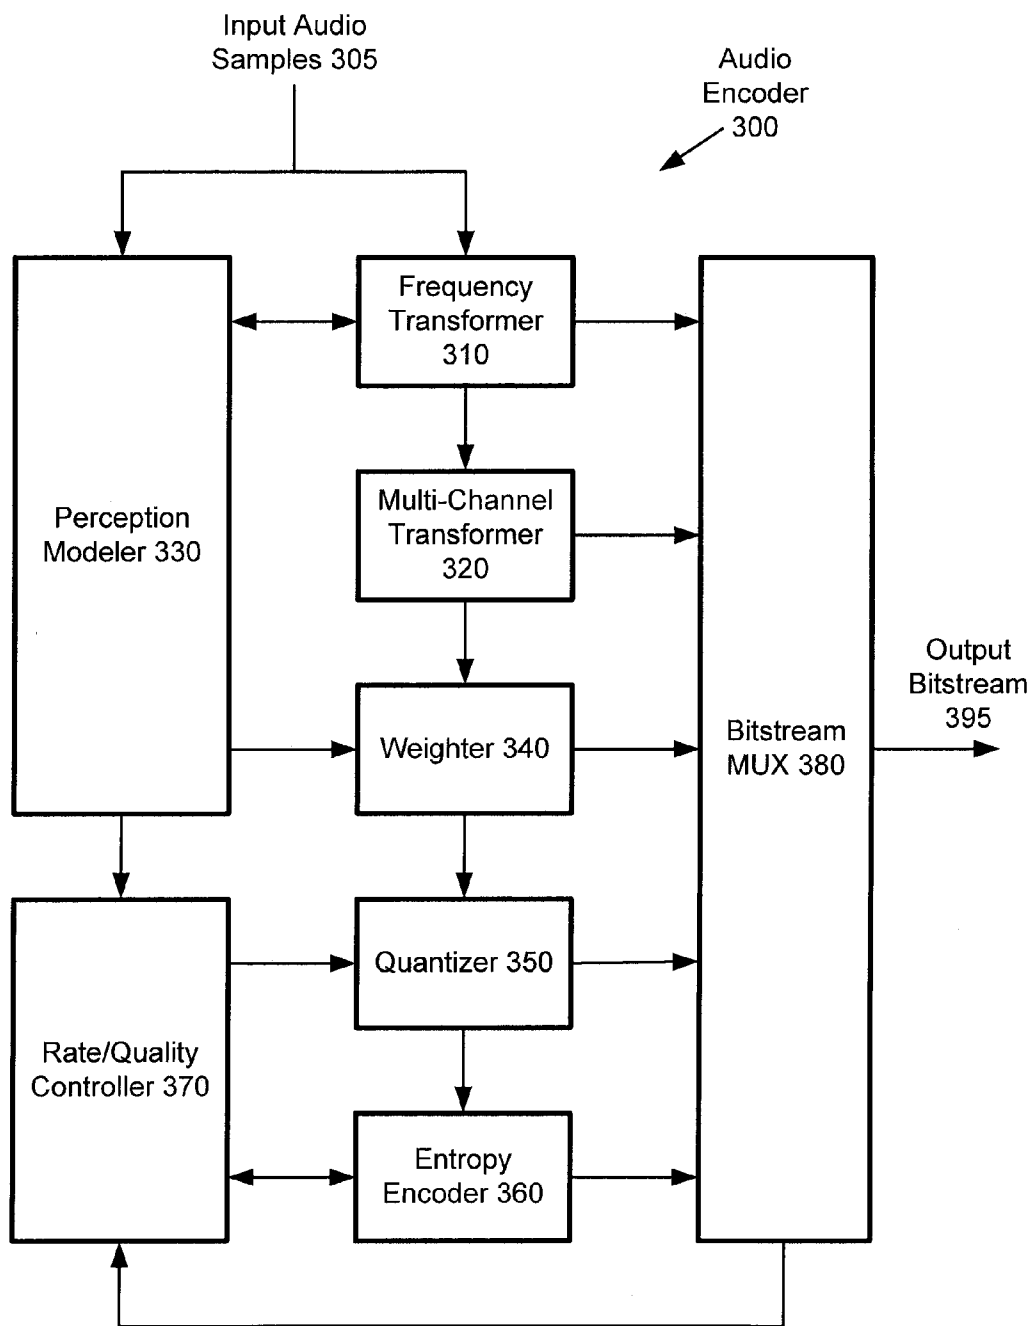 Input Audio
Samples 305
Audio
Encoder
300
Frequency
Transformer
310
Multi-Channel
Transformer
320
Perception
Modeler 330
Output
Bitstream
395
Weighter 340
Bitstream
MUX 380
Quantizer 350
Rate/Quality
Controller 370
Entropy
Encoder 360